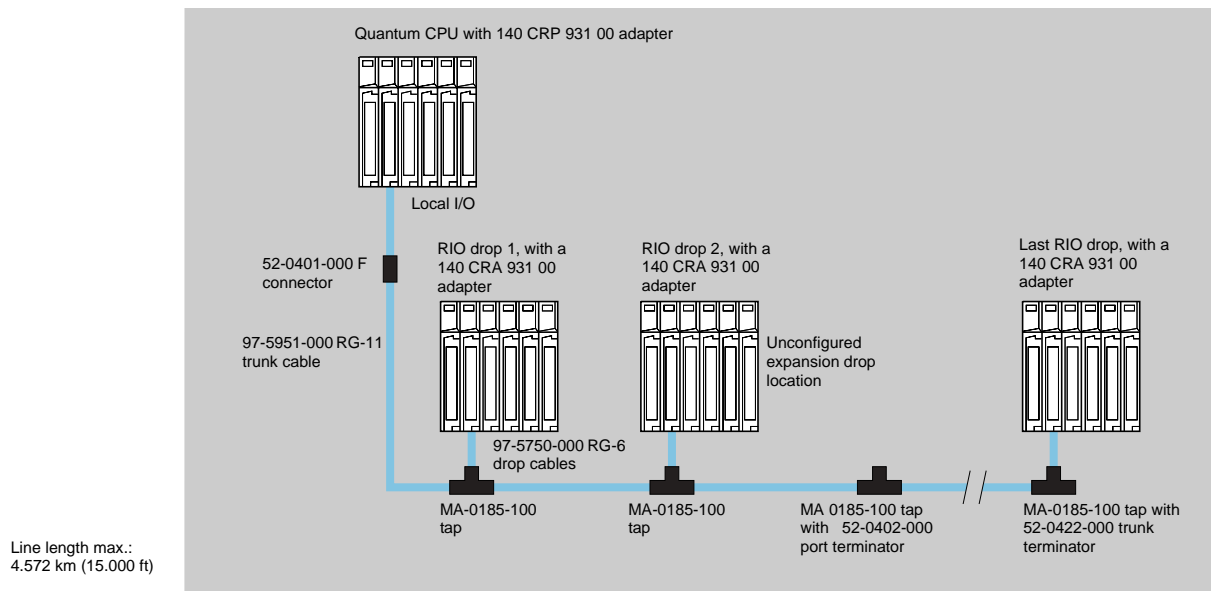 Quantum CPU with 140 CRP 931 00 adapter
Local I/O
52-0401-000 F
connector
97-5951-000 RG-11
trunk cable
RIO drop 1, with a
140 CRA 931 00
adapter
RIO drop 2, with a
140 CRA 931 00
adapter
Last RIO drop, with a
140 CRA 931 00
adapter
Unconfigured
expansion drop
location
97-5750-000 RG-6
drop cables
MA-0185-100
tap
MA-0185-100
tap
MA 0185-100 tap
with 52-0402-000
port terminator
MA-0185-100 tap with
52-0422-000 trunk
terminator
Line length max.:
4.572 km (15.000 ft)